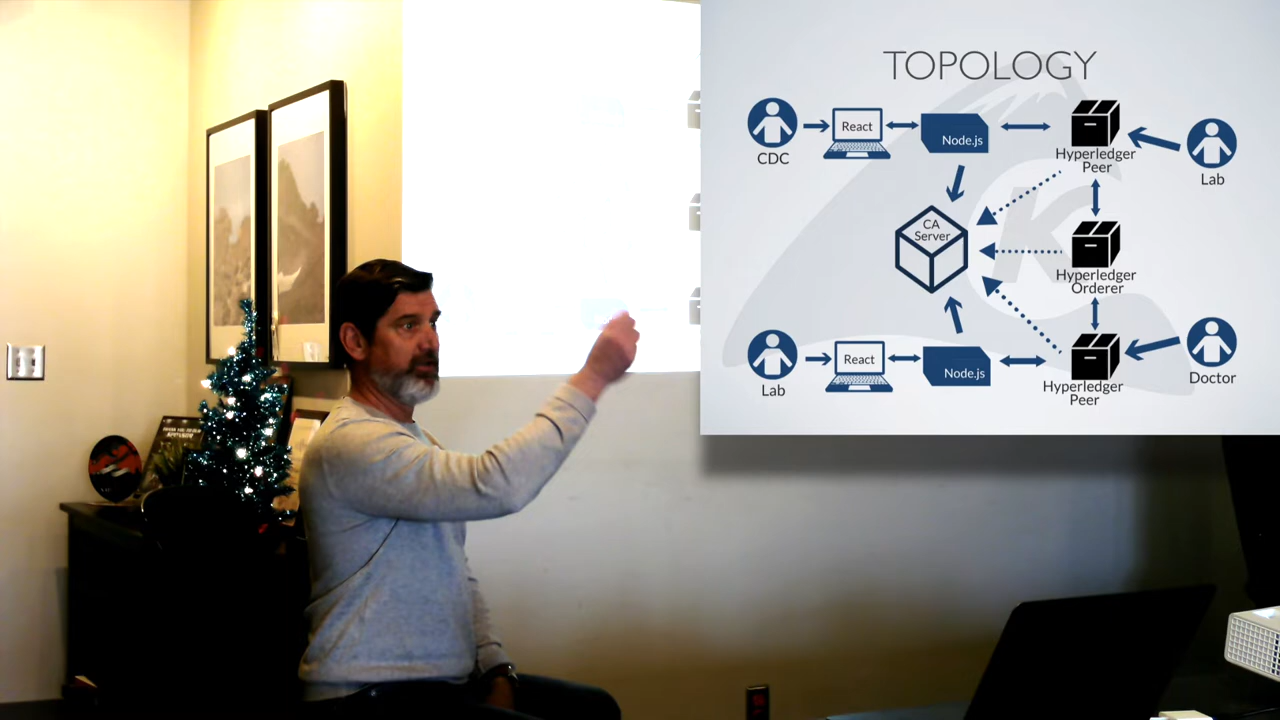 TOPOLOGY
CDC
React
Node.js
Hyperledger
Peer
Lab
CA
Server
Hyperledger
Orderer
Lab
React
Node.js
Hyperledger
Peer
Doctor
K